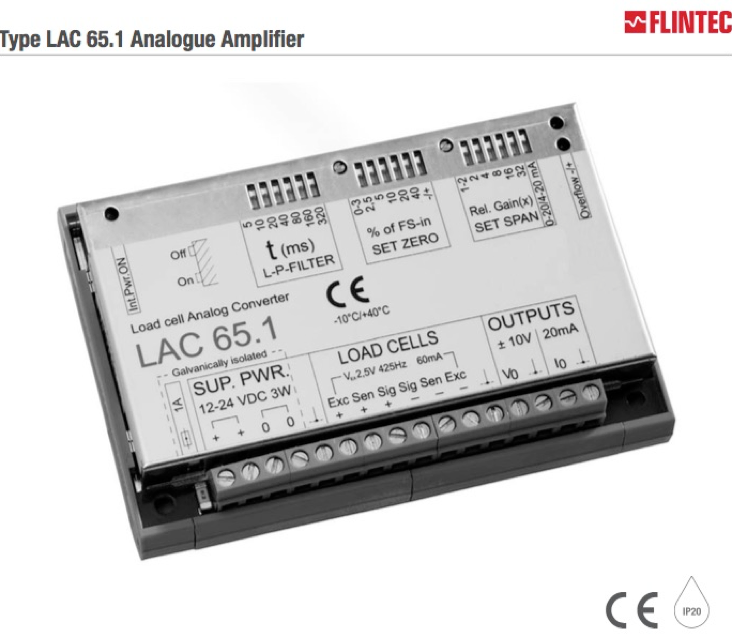 Type LAC 65.1 Analogue Amplifier
FLINTEC
5 10 20 40 80 160 320
t (ms)
L-P-FILTER
0-3 2-5 5 10 20 40 -/+
% of FS-in
SET ZERO
1-2 2 4 8 16 32 0-20/4-20 mA
Rel. Gain(x)
SET SPAN
Overflow -/+
Int.Pwr.ON
Off
On
Load cell Analog Converter
LAC 65.1
CE
-10°C/+40°C
Galvanically isolated
1A
SUP. PWR.
12-24 VDC 3W
+ + 0 0
LOAD CELLS
2,5V 425Hz 60mA
Exc Sen Sig Sig Sen Exc
+ + + – – –
OUTPUTS
± 10V 20mA
Vo Io
CE
IP20